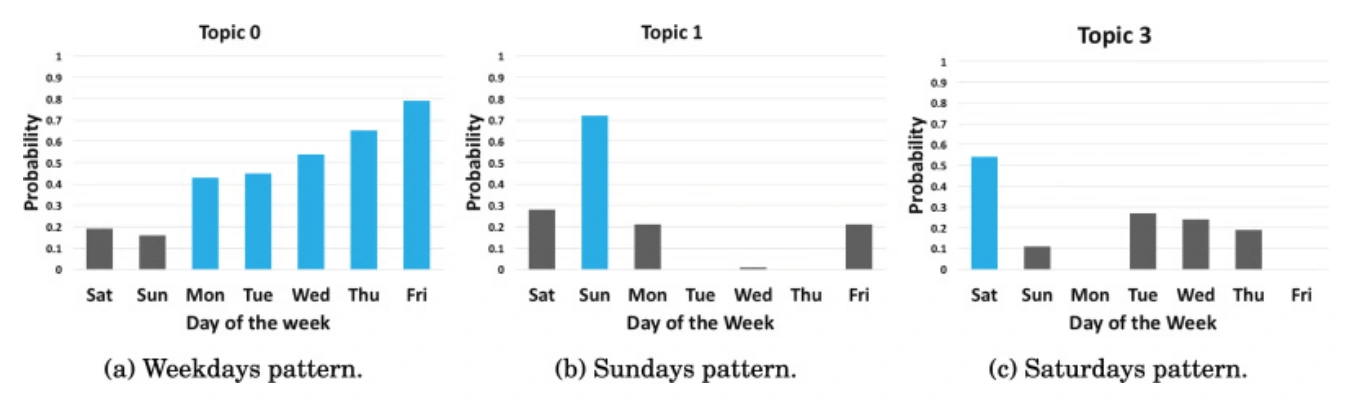 Topic 0
1
0.9
0.8
0.7
0.6
0.5
0.4
0.3
0.2
0.1
0
Probability
Sat Sun Mon Tue Wed Thu Fri
Day of the week
(a) Weekdays pattern.
Topic 1
1
0.9
0.8
0.7
0.6
0.5
0.4
0.3
0.2
0.1
0
Probability
Sat Sun Mon Tue Wed Thu Fri
Day of the Week
(b) Sundays pattern.
Topic 3
1
0.9
0.8
0.7
0.6
0.5
0.4
0.3
0.2
0.1
0
Probability
Sat Sun Mon Tue Wed Thu Fri
Day of the Week
(c) Saturdays pattern.